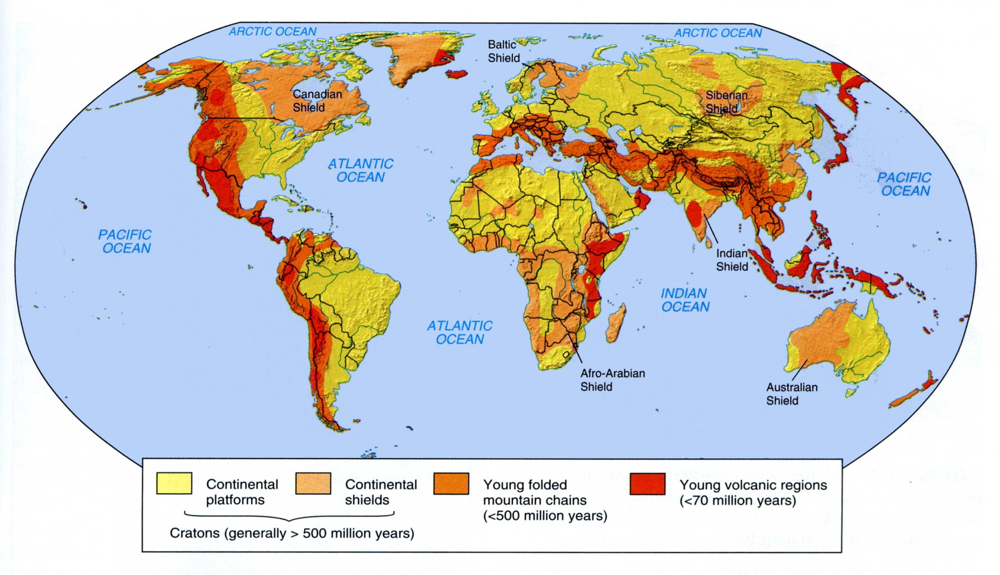 ARCTIC OCEAN
ARCTIC OCEAN
Baltic
Shield
Canadian
Shield
Siberian
Shield
ATLANTIC
OCEAN
PACIFIC
OCEAN
PACIFIC
OCEAN
Indian
Shield
INDIAN
OCEAN
ATLANTIC
OCEAN
Afro-Arabian
Shield
Australian
Shield
Continental
platforms
Continental
shields
Cratons (generally > 500 million years)
Young folded
mountain chains
(<500 million years)
Young volcanic regions
(<70 million years)